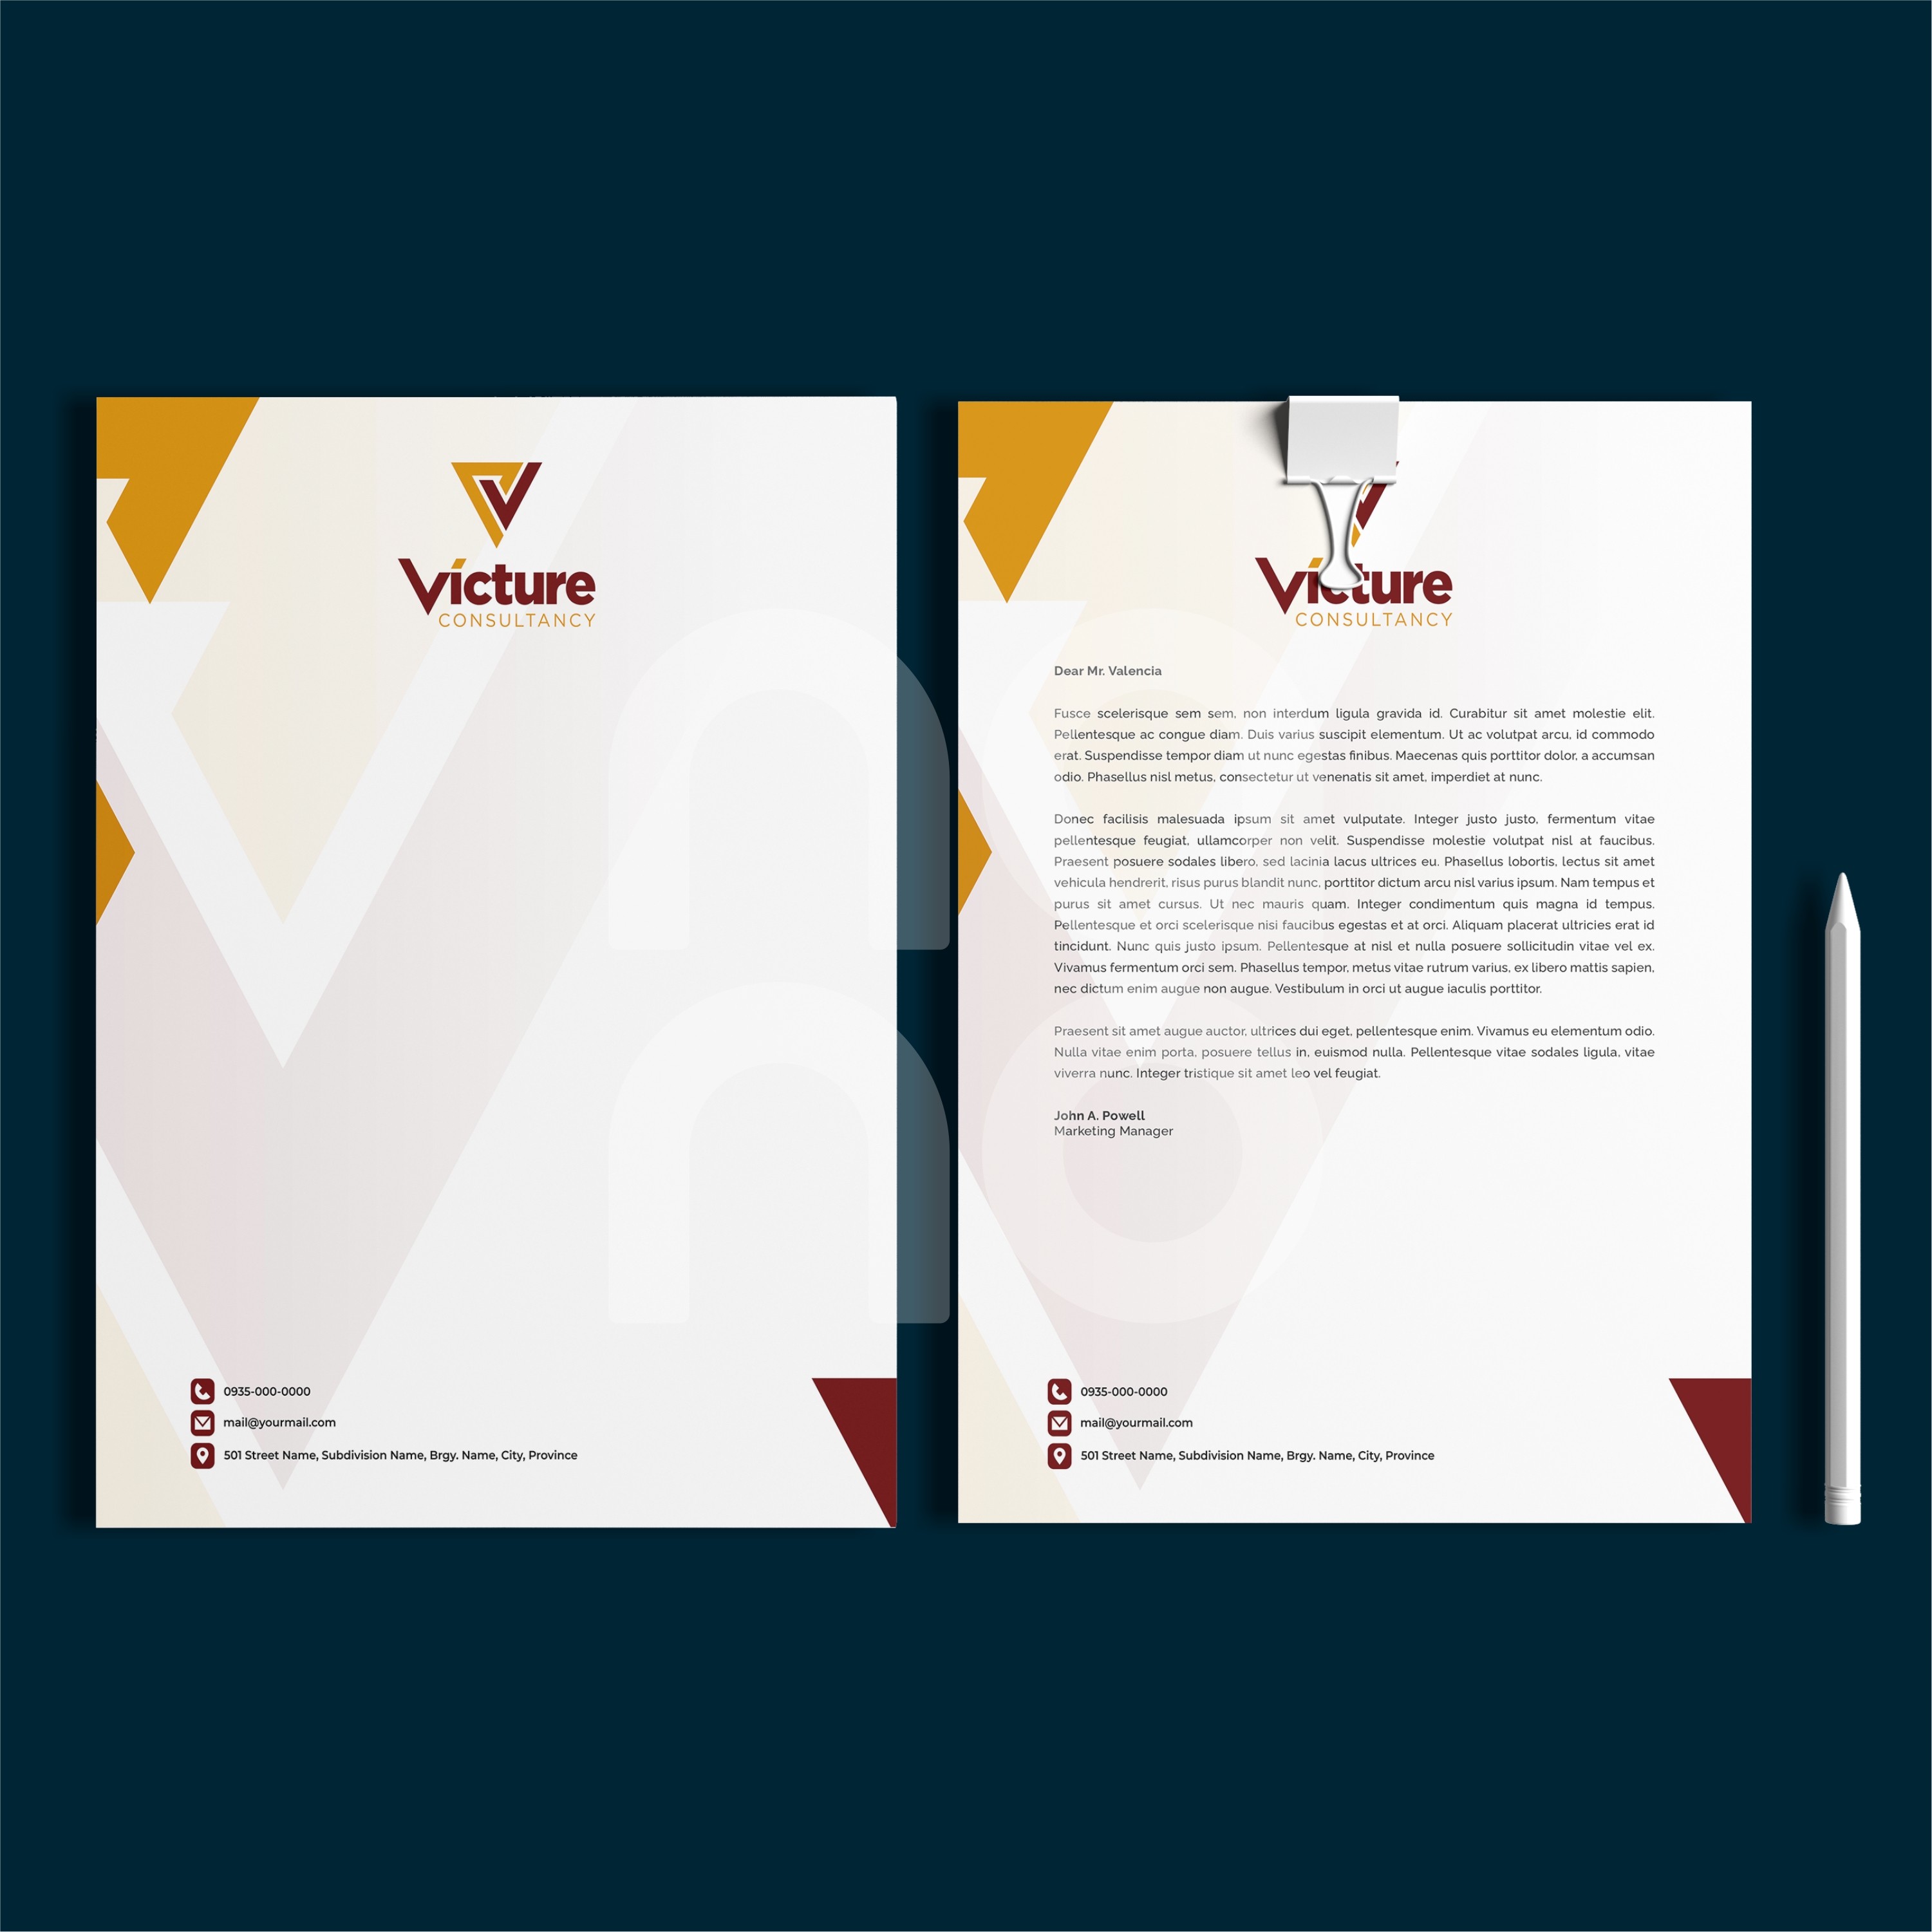 Victure
CONSULTANCY
0935-000-0000
mail@yourmail.com
501 Street Name, Subdivision Name, Brgy. Name, City, Province
Victure
CONSULTANCY
Dear Mr. Valencia
Fusce scelerisque sem sem, non interdum ligula gravida id. Curabitur sit amet molestie elit.
Pellentesque ac congue diam. Duis varius suscipit elementum. Ut ac volutpat arcu, id commodo
erat. Suspendisse tempor diam ut nunc egestas finibus. Maecenas quis porttitor dolor, a accumsan
odio. Phasellus nisl metus, consectetur ut venenatis sit amet, imperdiet at nunc.
Donec facilisis malesuada ipsum sit amet vulputate. Integer justo justo, fermentum vitae
pellentesque feugiat, ullamcorper non velit. Suspendisse molestie volutpat nisl at faucibus.
Praesent posuere sodales libero, sed lacinia lacus ultrices eu. Phasellus lobortis, lectus sit amet
vehicula hendrerit, risus purus blandit nunc, porttitor dictum arcu nisl varius ipsum. Nam tempus et
purus sit amet cursus. Ut nec mauris quam. Integer condimentum quis magna id tempus.
Pellentesque et orci scelerisque nisi faucibus egestas et at orci. Aliquam placerat ultricies erat id
tincidunt. Nunc quis justo ipsum. Pellentesque at nisl et nulla posuere sollicitudin vitae vel ex.
Vivamus fermentum orci sem. Phasellus tempor, metus vitae rutrum varius, ex libero mattis sapien,
nec dictum enim augue non augue. Vestibulum in orci ut augue iaculis porttitor.
Praesent sit amet augue auctor, ultrices dui eget, pellentesque enim. Vivamus eu elementum odio.
Nulla vitae enim porta, posuere tellus in, euismod nulla. Pellentesque vitae sodales ligula, vitae
viverra nunc. Integer tristique sit amet leo vel feugiat.
John A. Powell
Marketing Manager
0935-000-0000
mail@yourmail.com
501 Street Name, Subdivision Name, Brgy. Name, City, Province